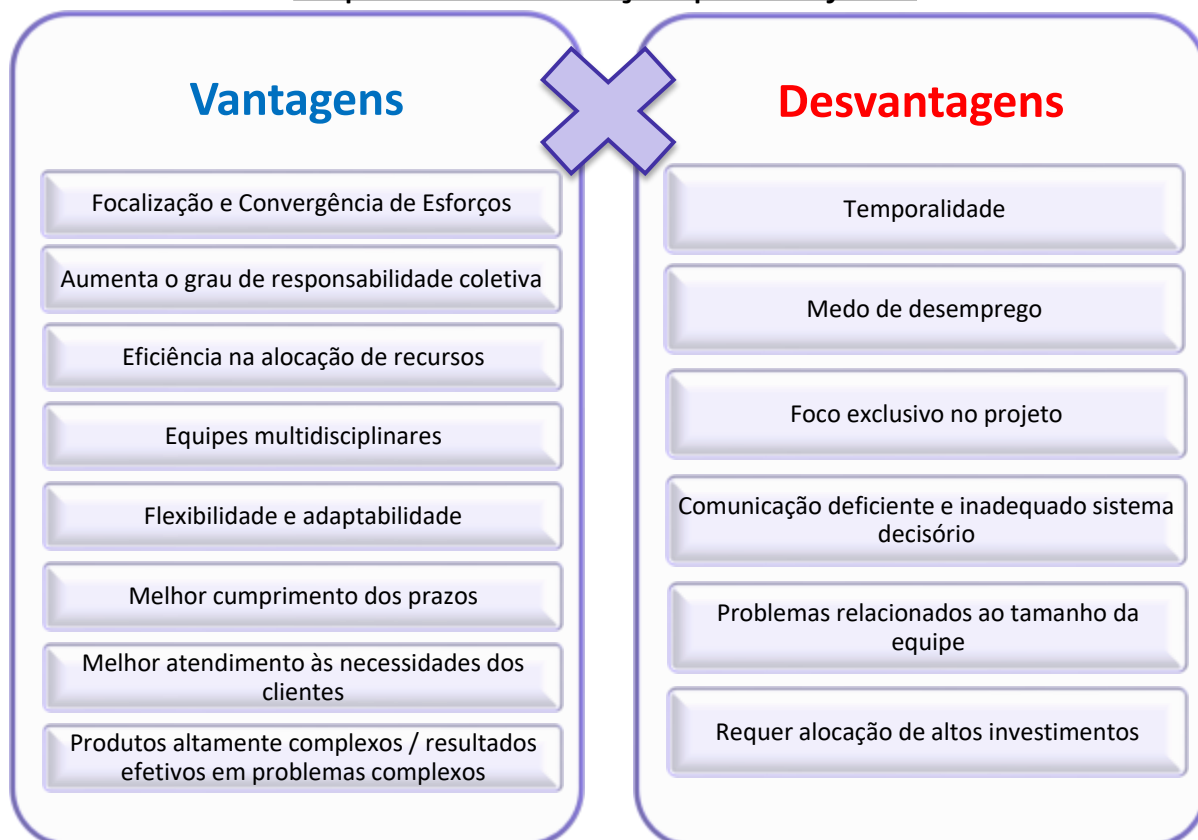 Vantagens
Focalização e Convergência de Esforços
Aumenta o grau de responsabilidade coletiva
Eficiência na alocação de recursos
Equipes multidisciplinares
Flexibilidade e adaptabilidade
Melhor cumprimento dos prazos
Melhor atendimento às necessidades dos
clientes
Produtos altamente complexos / resultados
efetivos em problemas complexos
Desvantagens
Temporalidade
Medo de desemprego
Foco exclusivo no projeto
Comunicação deficiente e inadequado sistema
decisório
Problemas relacionados ao tamanho da
equipe
Requer alocação de altos investimentos